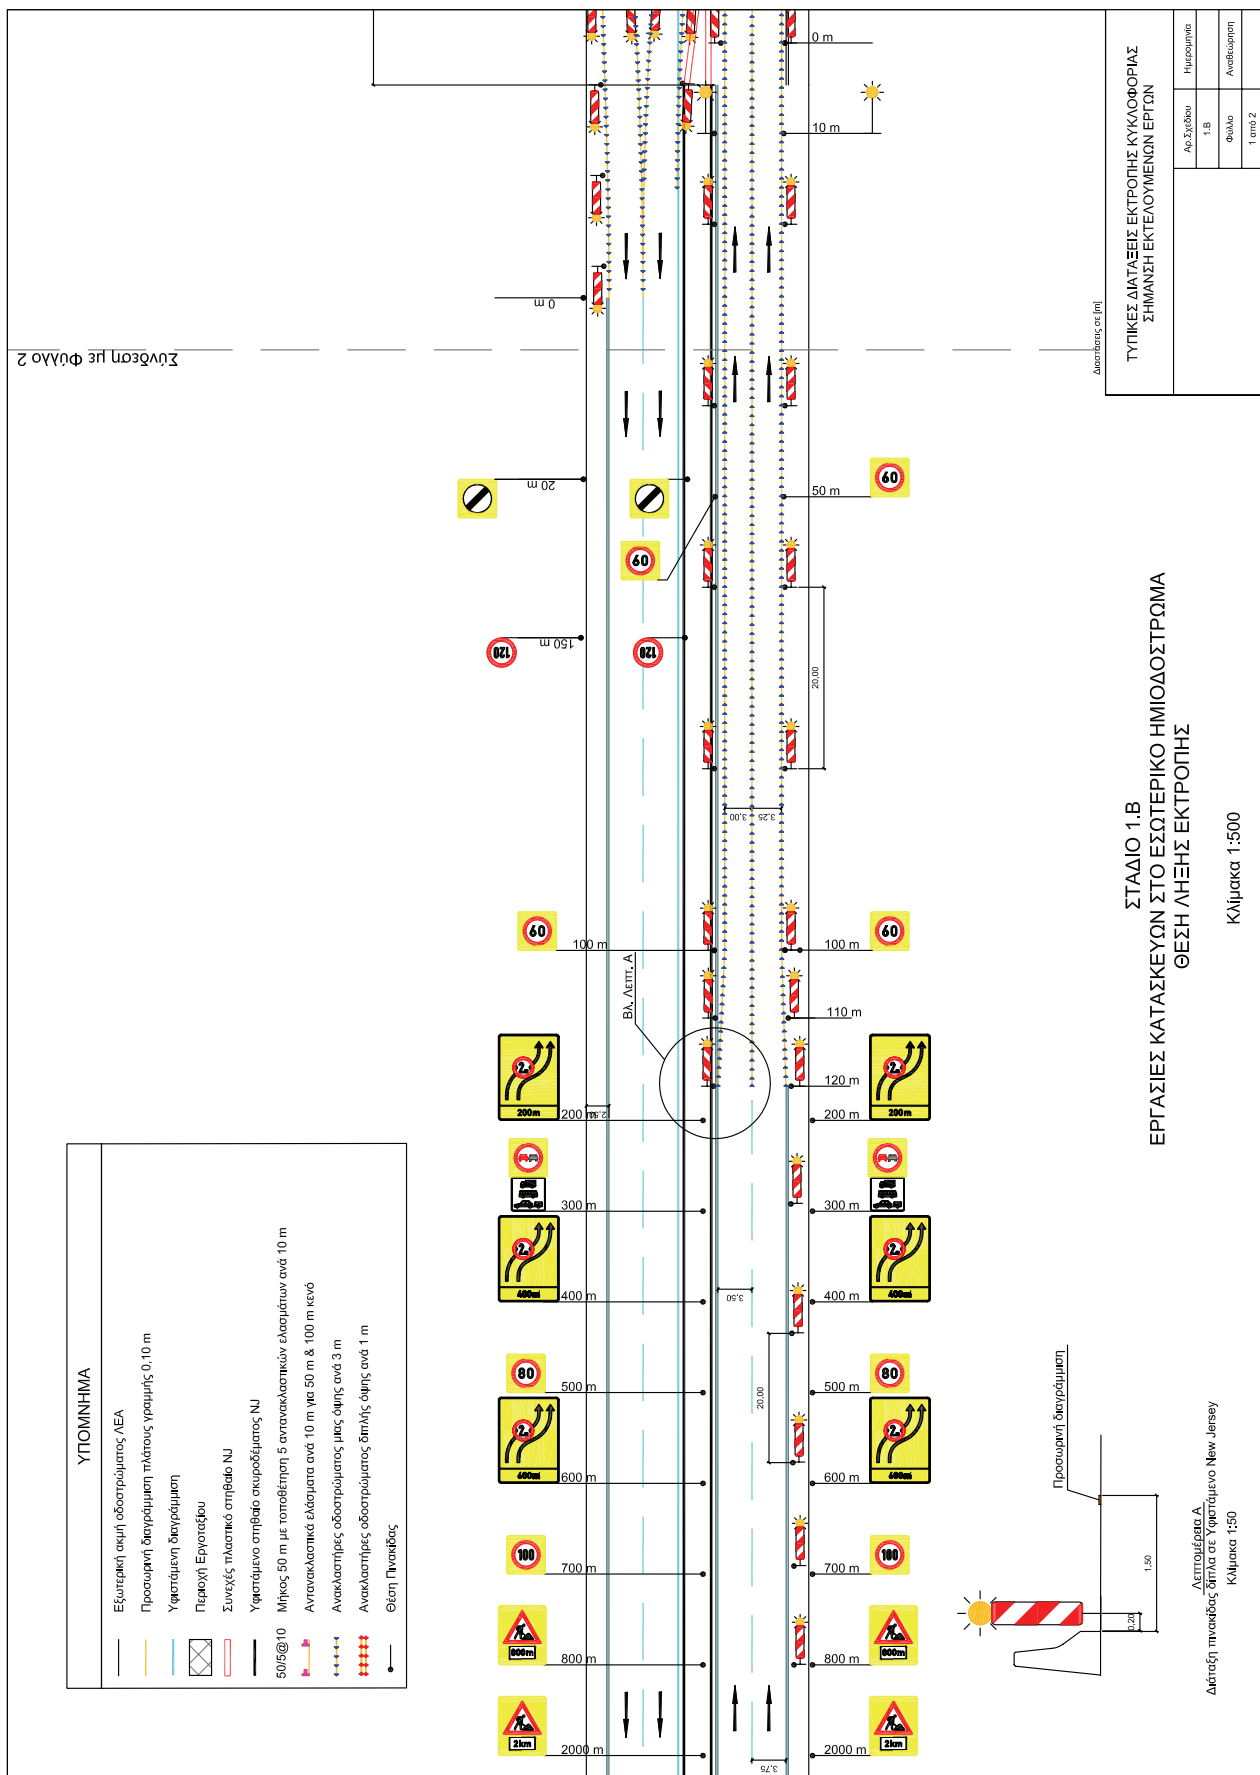 0 m
10 m
0 m
Σύνδεση με Φύλλο 2
20 m
50 m
60
60
150 m
120
120
20,00
3,00
3,25
60
100 m
60
100 m
Βλ. Λεπτ. Α
110 m
120 m
200m
200 m
200m
200 m
300 m
300 m
400m
400 m
400m
400 m
3,50
80
500 m
80
500 m
20,00
600m
600 m
600m
600 m
100
700 m
100
700 m
800m
800 m
800m
800 m
2km
2000 m
2km
2000 m
3,75
ΥΠΟΜΝΗΜΑ
Εξωτερική ακμή οδοστρώματος ΛΕΑ
Προσωρινή διαγράμμιση πλάτους γραμμής 0,10 m
Υφιστάμενη διαγράμμιση
Περιοχή Εργοταξίου
Συνεχές πλαστικό στηθαίο NJ
Υφιστάμενο στηθαίο σκυροδέματος NJ
50/5@10 Μήκος 50 m με τοποθέτηση 5 αντανακλαστικών ελασμάτων ανά 10 m
Αντανακλαστικά ελάσματα ανά 10 m για 50 m & 100 m κενό
Ανακλαστήρες οδοστρώματος μιας όψης ανά 3 m
Ανακλαστήρες οδοστρώματος διπλής όψης ανά 1 m
Θέση Πινακίδας
Προσωρινή διαγράμμιση
0,20
1,50
Λεπτομέρεια Α
Διάταξη πινακίδας δίπλα σε Υφιστάμενο New Jersey
Κλίμακα 1:50
ΣΤΑΔΙΟ 1.Β
ΕΡΓΑΣΙΕΣ ΚΑΤΑΣΚΕΥΩΝ ΣΤΟ ΕΣΩΤΕΡΙΚΟ ΗΜΙΟΔΟΣΤΡΩΜΑ
ΘΕΣΗ ΛΗΞΗΣ ΕΚΤΡΟΠΗΣ
Κλίμακα 1:500
Διαστάσεις σε [m]
ΤΥΠΙΚΕΣ ΔΙΑΤΑΞΕΙΣ ΕΚΤΡΟΠΗΣ ΚΥΚΛΟΦΟΡΙΑΣ
ΣΗΜΑΝΣΗ ΕΚΤΕΛΟΥΜΕΝΩΝ ΕΡΓΩΝ
Αρ.Σχεδίου
Ημερομηνία
1.Β
Φύλλο
Αναθεώρηση
1 από 2